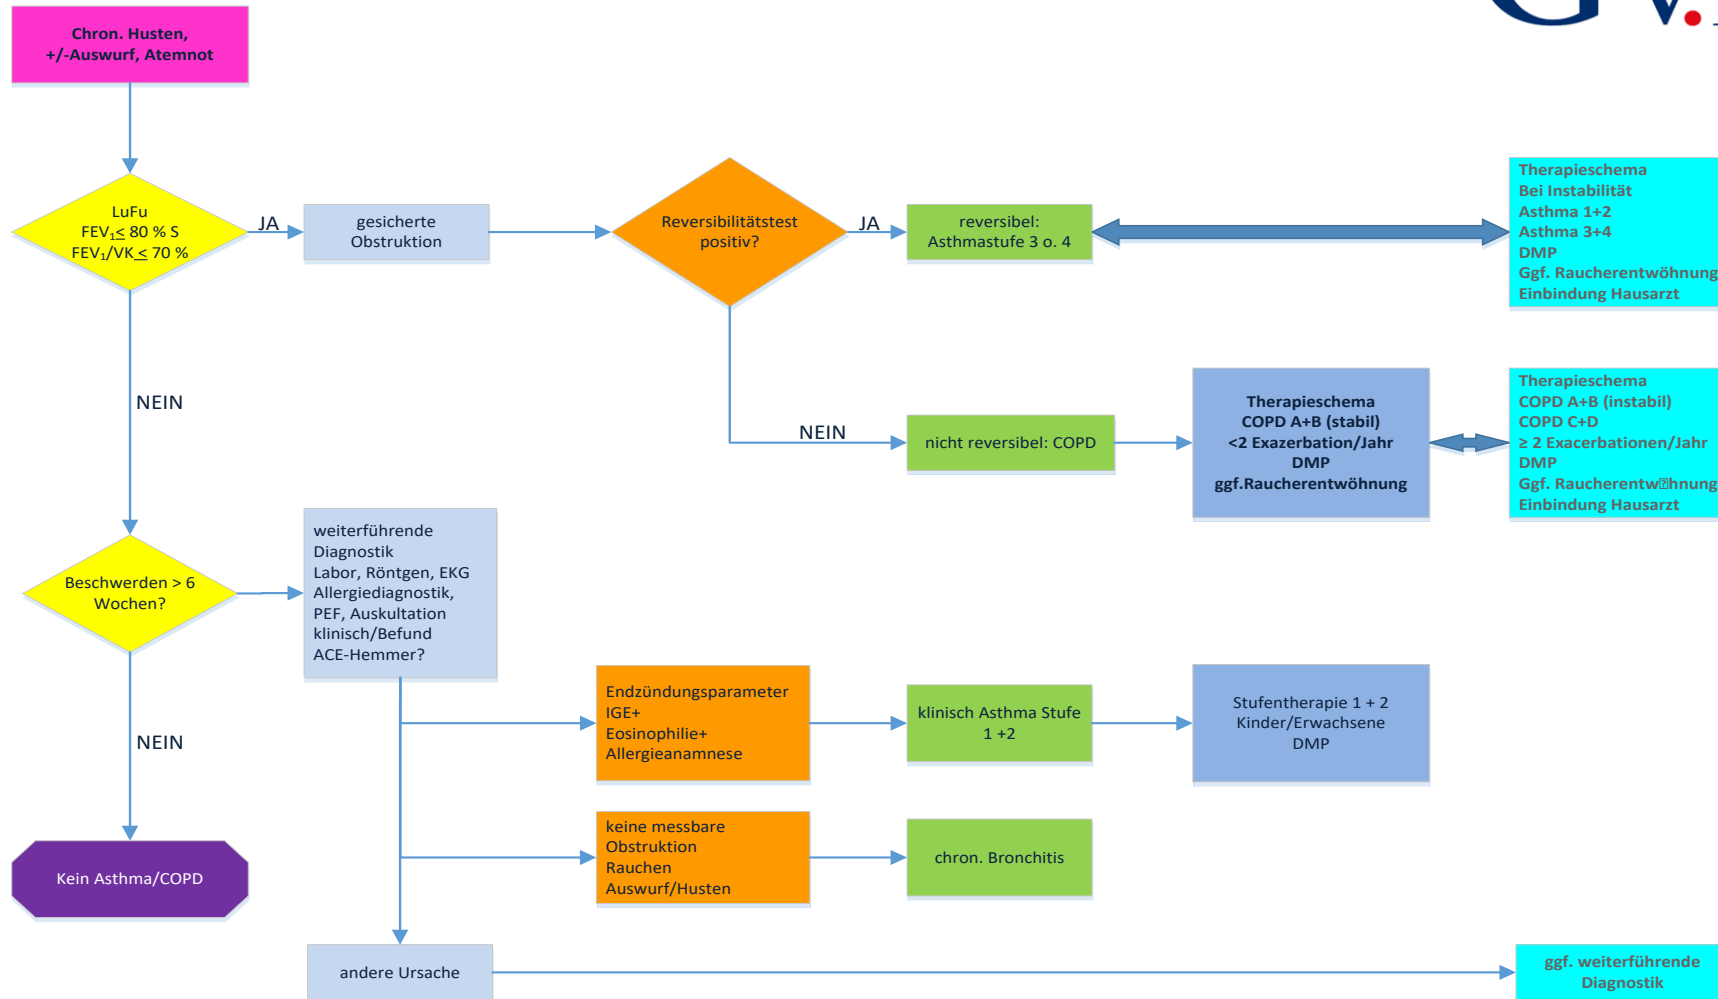 Chron. Husten,
+/-Auswurf, Atemnot
LuFu
FEV₁≤ 80 % S
FEV₁/VK ≤ 70 %
JA
gesicherte
Obstruktion
Reversibilitätstest
positiv?
JA
reversibel:
Asthmastufe 3 o. 4
Therapieschema
Bei Instabilität
Asthma 1+2
Asthma 3+4
DMP
Ggf. Raucherentwöhnung
Einbindung Hausarzt
NEIN
NEIN
nicht reversibel: COPD
Therapieschema
COPD A+B (stabil)
<2 Exazerbation/Jahr
DMP
ggf.Raucherentwöhnung
Therapieschema
COPD A+B (instabil)
COPD C+D
≥ 2 Exacerbationen/Jahr
DMP
Ggf. Raucherentw⍰hnung
Einbindung Hausarzt
Beschwerden > 6
Wochen?
weiterführende
Diagnostik
Labor, Röntgen, EKG
Allergiediagnostik,
PEF, Auskultation
klinisch/Befund
ACE-Hemmer?
NEIN
Endzündungsparameter
IGE+
Eosinophilie+
Allergieanamnese
klinisch Asthma Stufe
1 +2
Stufentherapie 1 + 2
Kinder/Erwachsene
DMP
Kein Asthma/COPD
keine messbare
Obstruktion
Rauchen
Auswurf/Husten
chron. Bronchitis
andere Ursache
ggf. weiterführende
Diagnostik